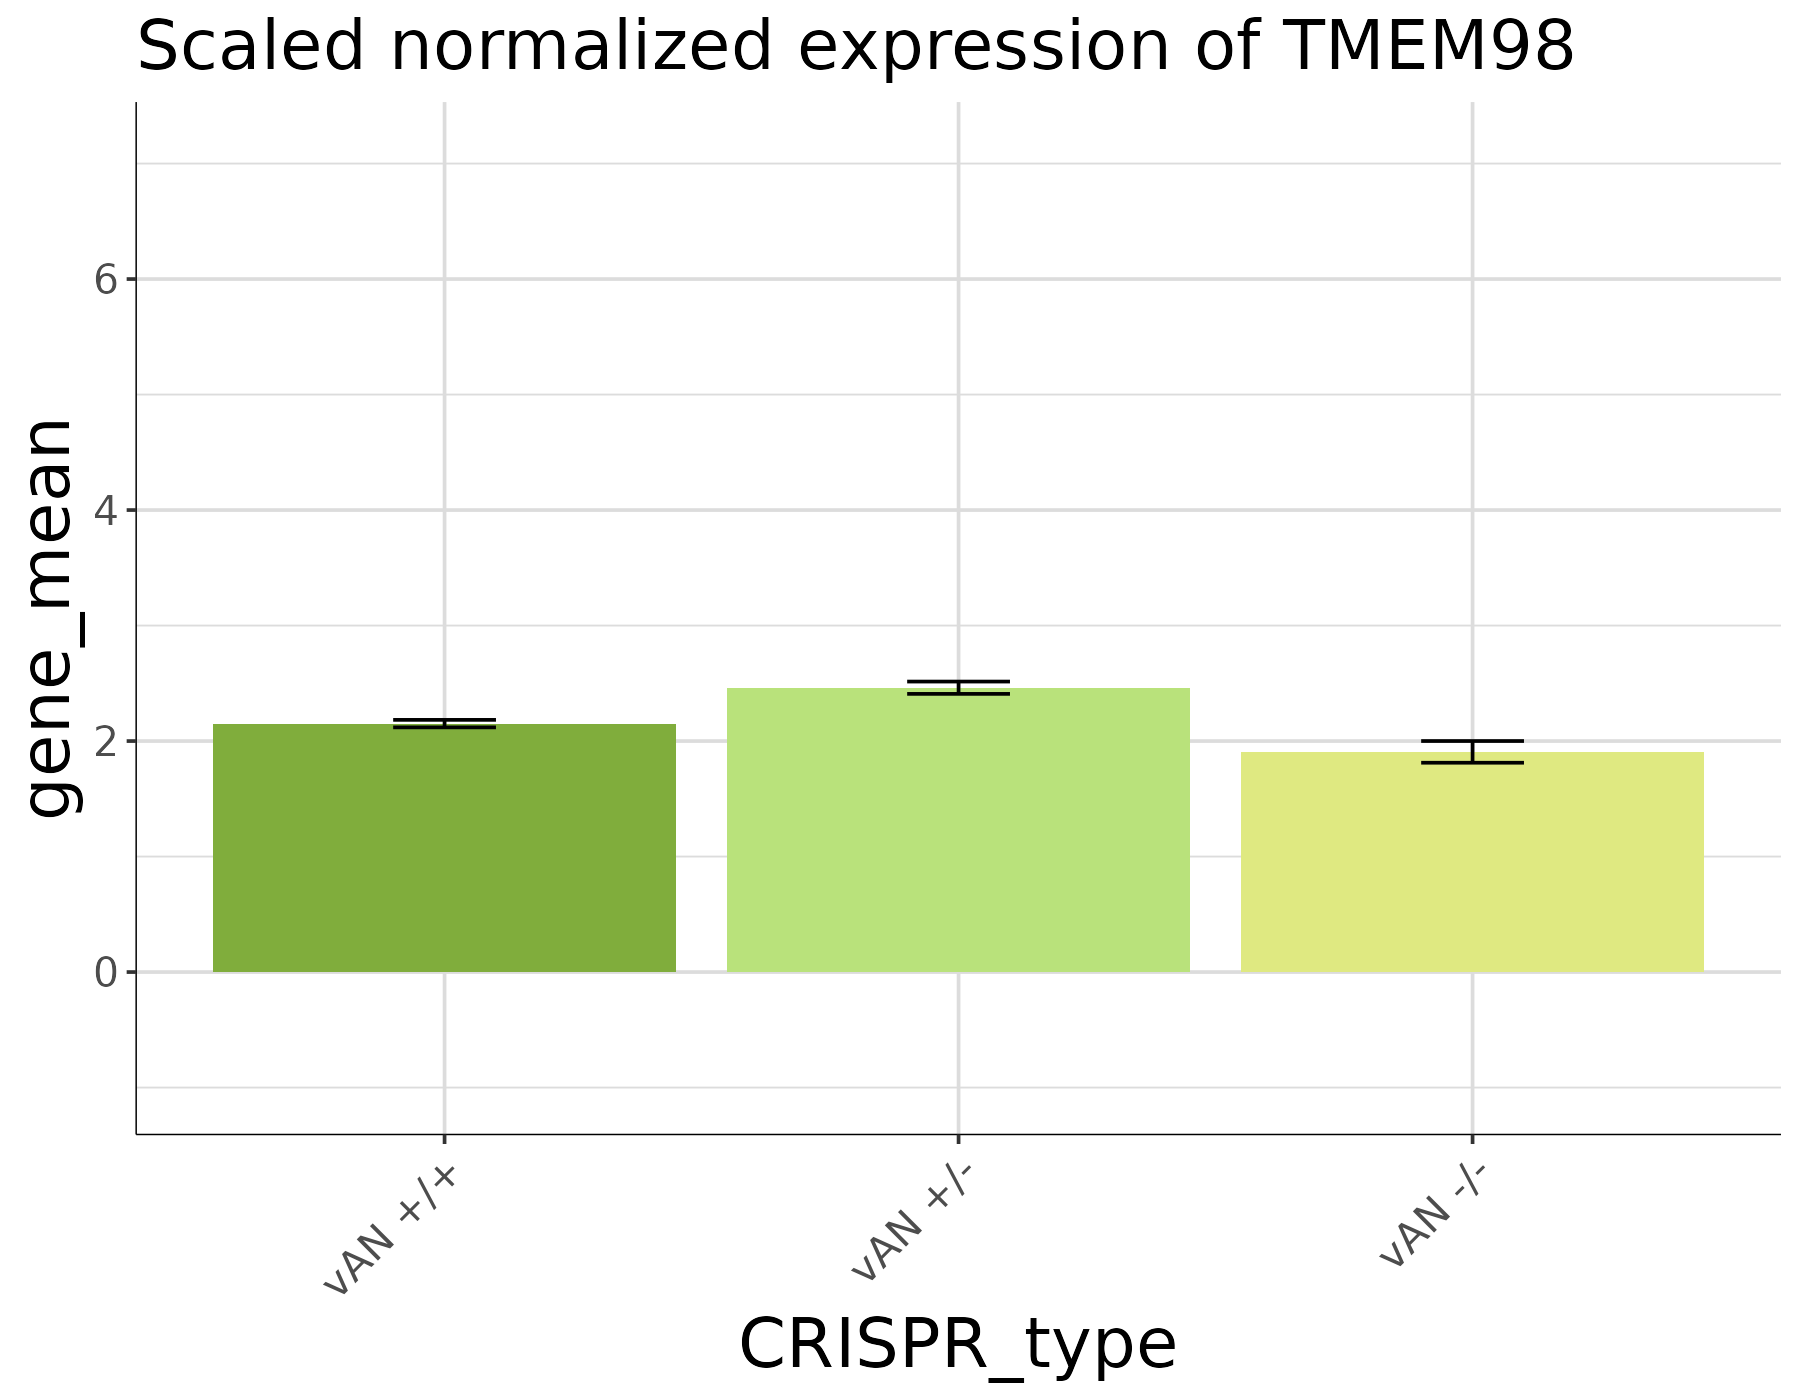 Scaled normalized expression of TMEM98
gene_mean
6
4
2
0
vAN +/+
vAN +/-
vAN -/-
CRISPR_type